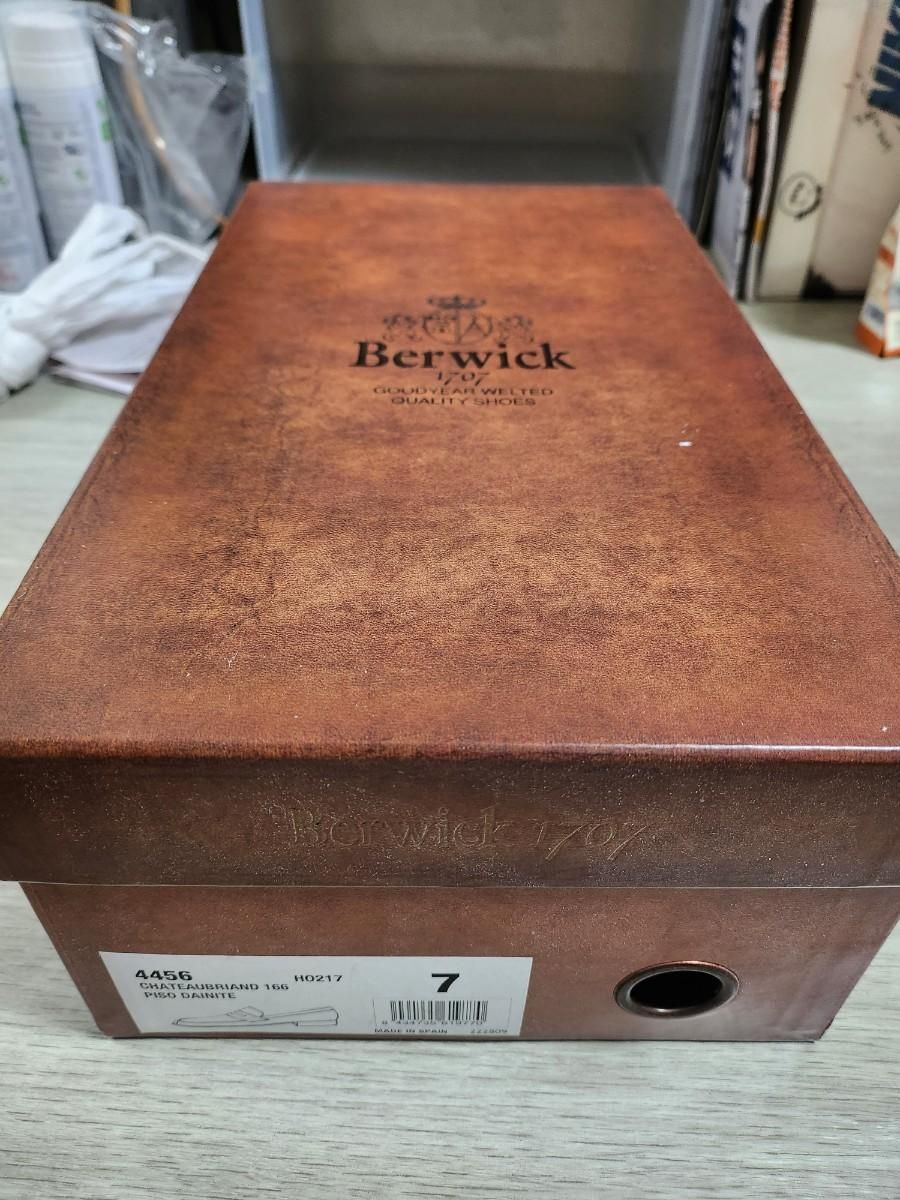 Berwick
1707
GOODYEAR WELTED
QUALITY SHOES
Berwick 1707
4456 H0217 7
CHATEAUBRIAND 166
PISO DAINITE
MADE IN SPAIN